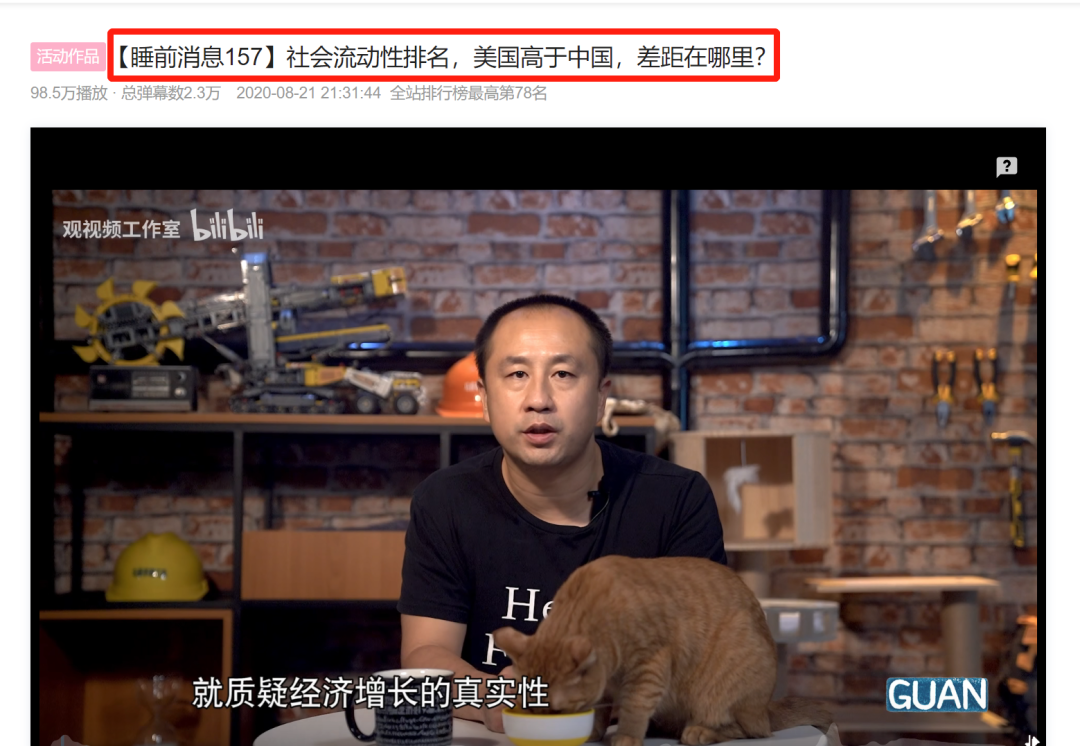 活动作品 【睡前消息157】社会流动性排名，美国高于中国，差距在哪里？
98.5万播放 · 总弹幕数2.3万 2020-08-21 21:31:44 全站排行榜最高第78名
观视频工作室 bilibili
He
H
就质疑经济增长的真实性
GUAN